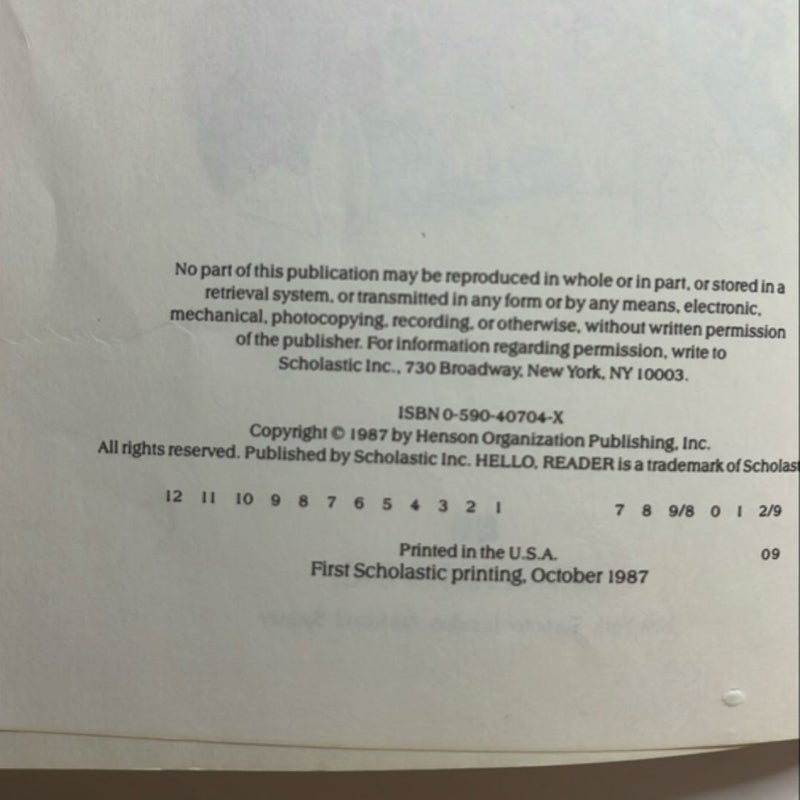 No part of this publication may be reproduced in whole or in part, or stored in a
retrieval system, or transmitted in any form or by any means, electronic,
mechanical, photocopying, recording, or otherwise, without written permission
of the publisher. For information regarding permission, write to
Scholastic Inc., 730 Broadway, New York, NY 10003.
ISBN 0-590-40704-X
Copyright © 1987 by Henson Organization Publishing, Inc.
All rights reserved. Published by Scholastic Inc. HELLO, READER is a trademark of Scholast
12 11 10 9 8 7 6 5 4 3 2 1 7 8 9/8 0 1 2/9
Printed in the U.S.A. 09
First Scholastic printing, October 1987